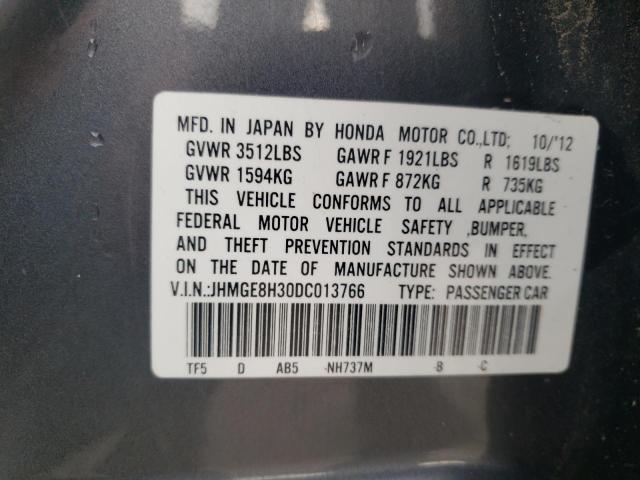 MFD. IN JAPAN BY HONDA MOTOR CO.,LTD; 10/'12
GVWR 3512LBS GAWR F 1921LBS R 1619LBS
GVWR 1594KG GAWR F 872KG R 735KG
THIS VEHICLE CONFORMS TO ALL APPLICABLE
FEDERAL MOTOR VEHICLE SAFETY ,BUMPER,
AND THEFT PREVENTION STANDARDS IN EFFECT
ON THE DATE OF MANUFACTURE SHOWN ABOVE.
V.I.N.:JHMGE8H30DC013766 TYPE: PASSENGER CAR
TF5 D AB5 -NH737M -B -C